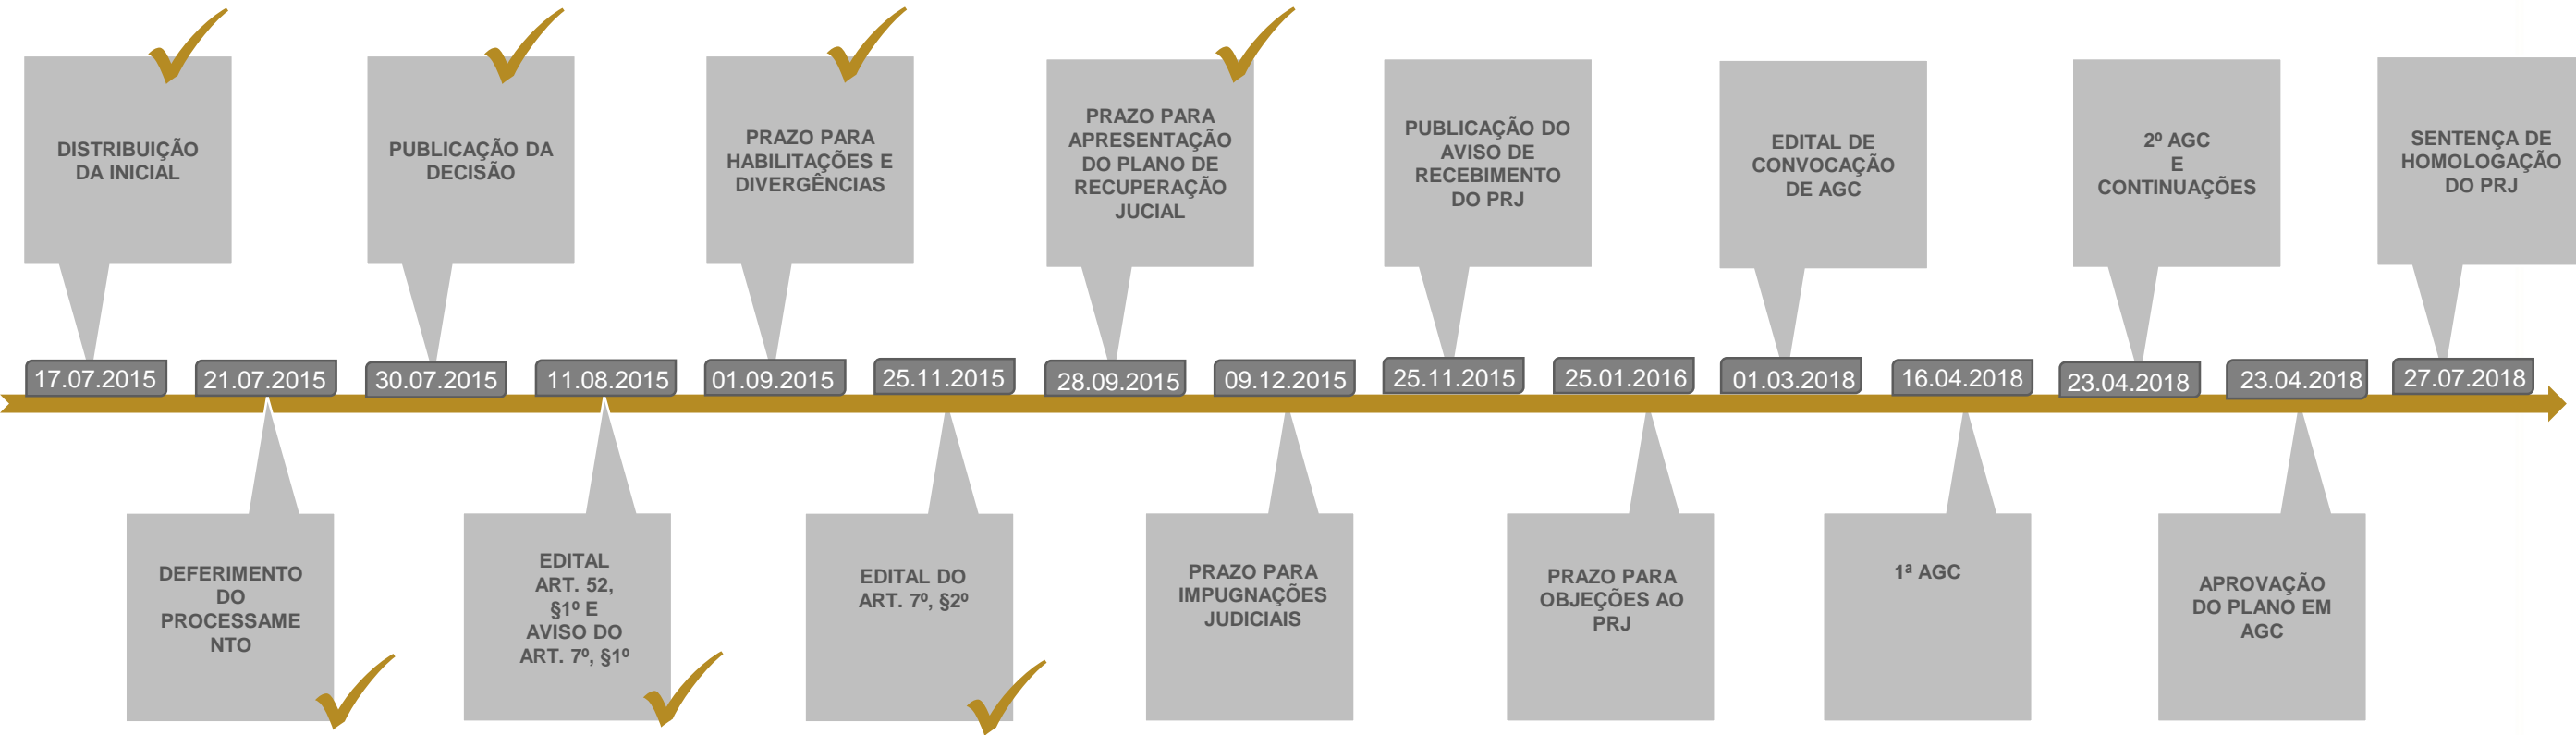 DISTRIBUIÇÃO
DA INICIAL
PUBLICAÇÃO DA
DECISÃO
PRAZO PARA
HABILITAÇÕES E
DIVERGÊNCIAS
PRAZO PARA
APRESENTAÇÃO
DO PLANO DE
RECUPERAÇÃO
JUCIAL
PUBLICAÇÃO DO
AVISO DE
RECEBIMENTO
DO PRJ
EDITAL DE
CONVOCAÇÃO
DE AGC
2º AGC
E
CONTINUAÇÕES
SENTENÇA DE
HOMOLOGAÇÃO
DO PRJ
17.07.2015
21.07.2015
30.07.2015
11.08.2015
01.09.2015
25.11.2015
28.09.2015
09.12.2015
25.11.2015
25.01.2016
01.03.2018
16.04.2018
23.04.2018
23.04.2018
27.07.2018
DEFERIMENTO
DO
PROCESSAME
NTO
EDITAL
ART. 52,
§1º E
AVISO DO
ART. 7º, §1º
EDITAL DO
ART. 7º, §2º
PRAZO PARA
IMPUGNAÇÕES
JUDICIAIS
PRAZO PARA
OBJEÇÕES AO
PRJ
1ª AGC
APROVAÇÃO
DO PLANO EM
AGC